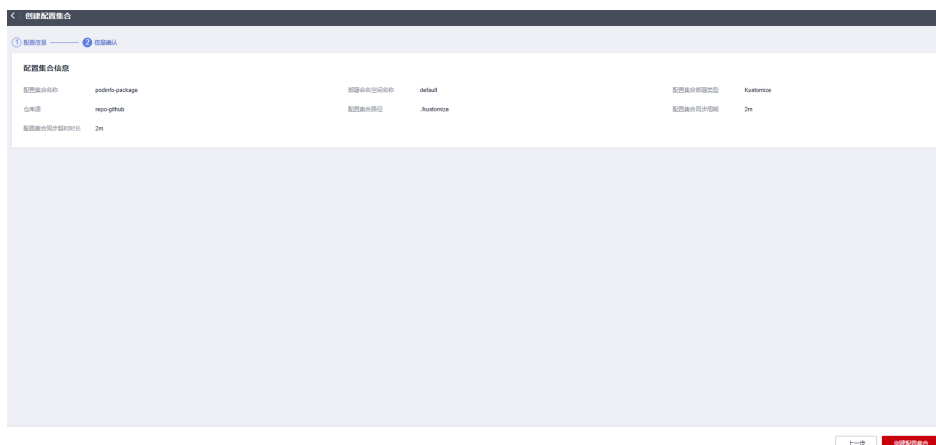 创建配置集合
1 配置信息 2 信息确认
配置集合信息
配置集合名称 podinfo-package 部署命名空间名称 default 配置集合部署类型 Kustomize
仓库源 repo-github 配置集合路径 ./kustomize 配置集合同步周期 2m
配置集合同步超时时长 2m
上一步 创建配置集合